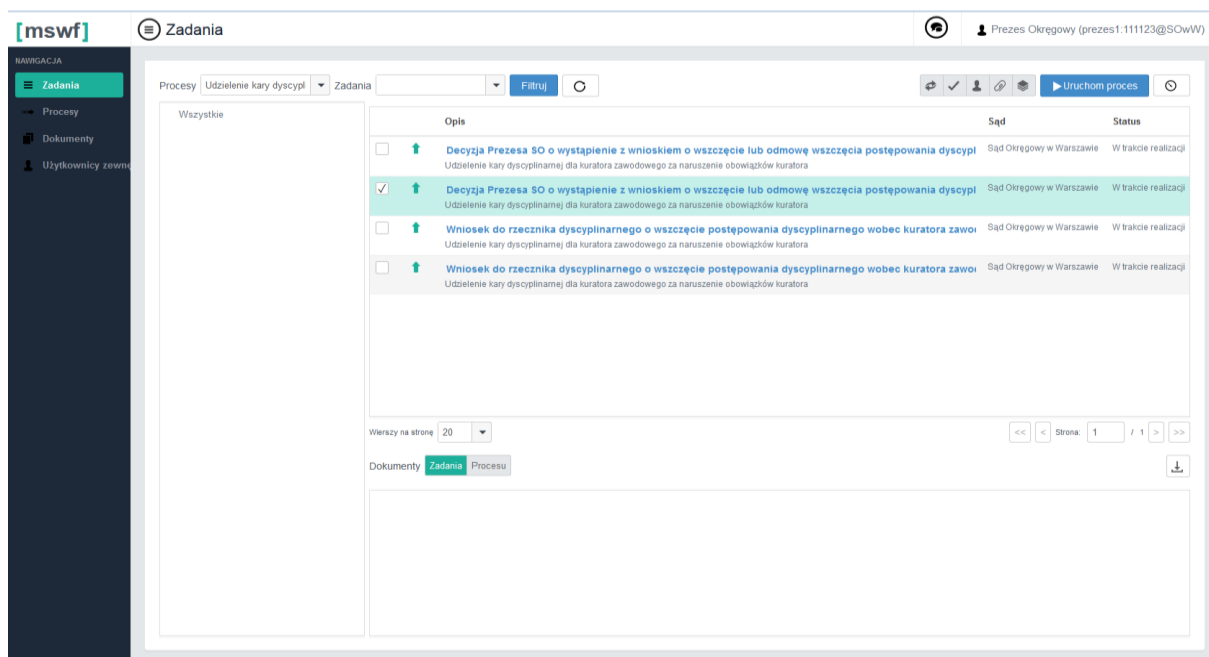 [mswf]
Zadania
Prezes Okręgowy (prezes1:111123@SOwW)
NAWIGACJA
Zadania
Procesy
Dokumenty
Użytkownicy zewnę
Procesy Udzielenie kary dyscypl Zadania Filtruj Uruchom proces
Wszystkie
Opis Sąd Status
Decyzja Prezesa SO o wystąpienie z wnioskiem o wszczęcie lub odmowę wszczęcia postępowania dyscypl Sąd Okręgowy w Warszawie W trakcie realizacji
Udzielenie kary dyscyplinarnej dla kuratora zawodowego za naruszenie obowiązków kuratora
Decyzja Prezesa SO o wystąpienie z wnioskiem o wszczęcie lub odmowę wszczęcia postępowania dyscypl Sąd Okręgowy w Warszawie W trakcie realizacji
Udzielenie kary dyscyplinarnej dla kuratora zawodowego za naruszenie obowiązków kuratora
Wniosek do rzecznika dyscyplinarnego o wszczęcie postępowania dyscyplinarnego wobec kuratora zawo Sąd Okręgowy w Warszawie W trakcie realizacji
Udzielenie kary dyscyplinarnej dla kuratora zawodowego za naruszenie obowiązków kuratora
Wniosek do rzecznika dyscyplinarnego o wszczęcie postępowania dyscyplinarnego wobec kuratora zawo Sąd Okręgowy w Warszawie W trakcie realizacji
Udzielenie kary dyscyplinarnej dla kuratora zawodowego za naruszenie obowiązków kuratora
Wierszy na stronę 20 << < Strona: 1 / 1 > >>
Dokumenty Zadania Procesu